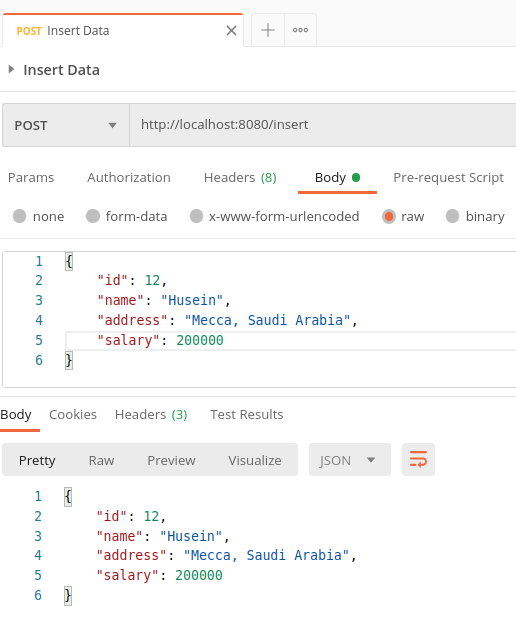 POST Insert Data
Insert Data
POST http://localhost:8080/insert
Params Authorization Headers (8) Body Pre-request Script
none form-data x-www-form-urlencoded raw binary
1 {
2 "id": 12,
3 "name": "Husein",
4 "address": "Mecca, Saudi Arabia",
5 "salary": 200000
6 }
Body Cookies Headers (3) Test Results
Pretty Raw Preview Visualize JSON
1 {
2 "id": 12,
3 "name": "Husein",
4 "address": "Mecca, Saudi Arabia",
5 "salary": 200000
6 }